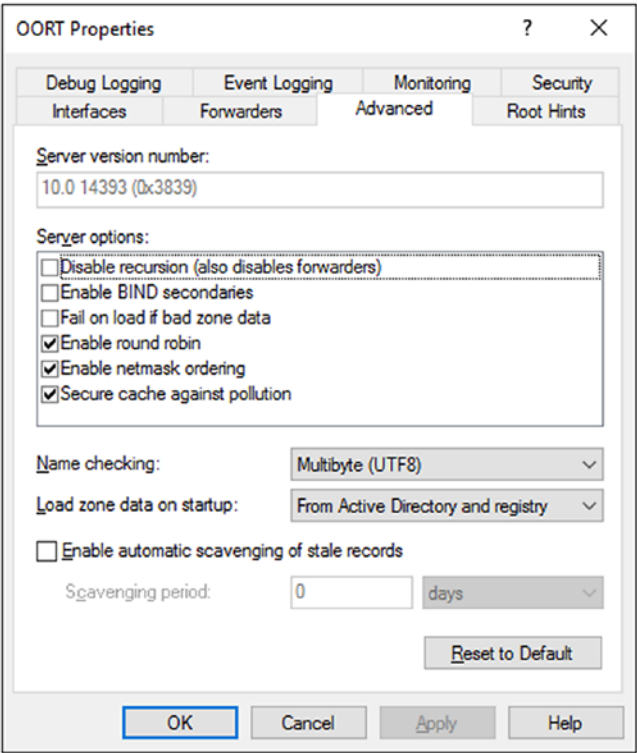 OORT Properties
? ×
Debug Logging Event Logging Monitoring Security
Interfaces Forwarders Advanced Root Hints
Server version number:
10.0 14393 (0x3839)
Server options:
Disable recursion (also disables forwarders)
Enable BIND secondaries
Fail on load if bad zone data
Enable round robin
Enable netmask ordering
Secure cache against pollution
Name checking: Multibyte (UTF8)
Load zone data on startup: From Active Directory and registry
Enable automatic scavenging of stale records
Scavenging period: 0 days
Reset to Default
OK Cancel Apply Help